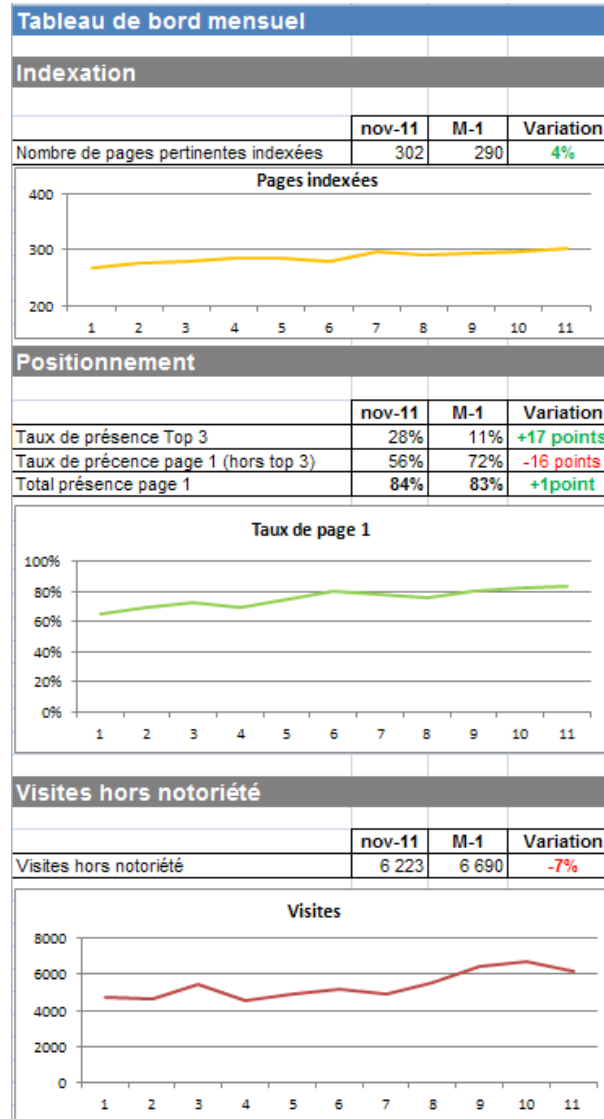 Tableau de bord mensuel
Indexation
nov-11 M-1 Variation
Nombre de pages pertinentes indexées 302 290 4%
Pages indexées
400
300
200
1 2 3 4 5 6 7 8 9 10 11
Positionnement
nov-11 M-1 Variation
Taux de présence Top 3 28% 11% +17 points
Taux de précence page 1 (hors top 3) 56% 72% -16 points
Total présence page 1 84% 83% +1point
Taux de page 1
100%
80%
60%
40%
20%
0%
1 2 3 4 5 6 7 8 9 10 11
Visites hors notoriété
nov-11 M-1 Variation
Visites hors notoriété 6 223 6 690 -7%
Visites
8000
6000
4000
2000
0
1 2 3 4 5 6 7 8 9 10 11